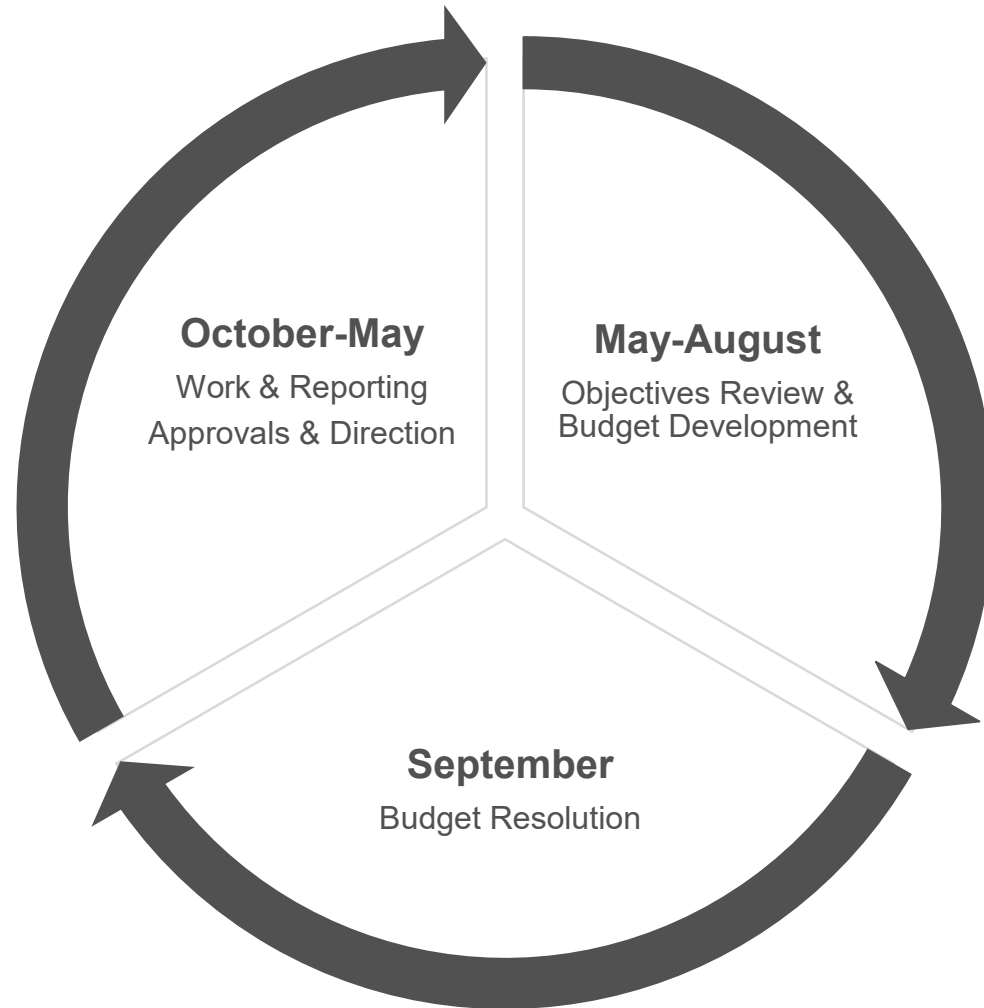 October-May
Work & Reporting
Approvals & Direction
May-August
Objectives Review &
Budget Development
September
Budget Resolution